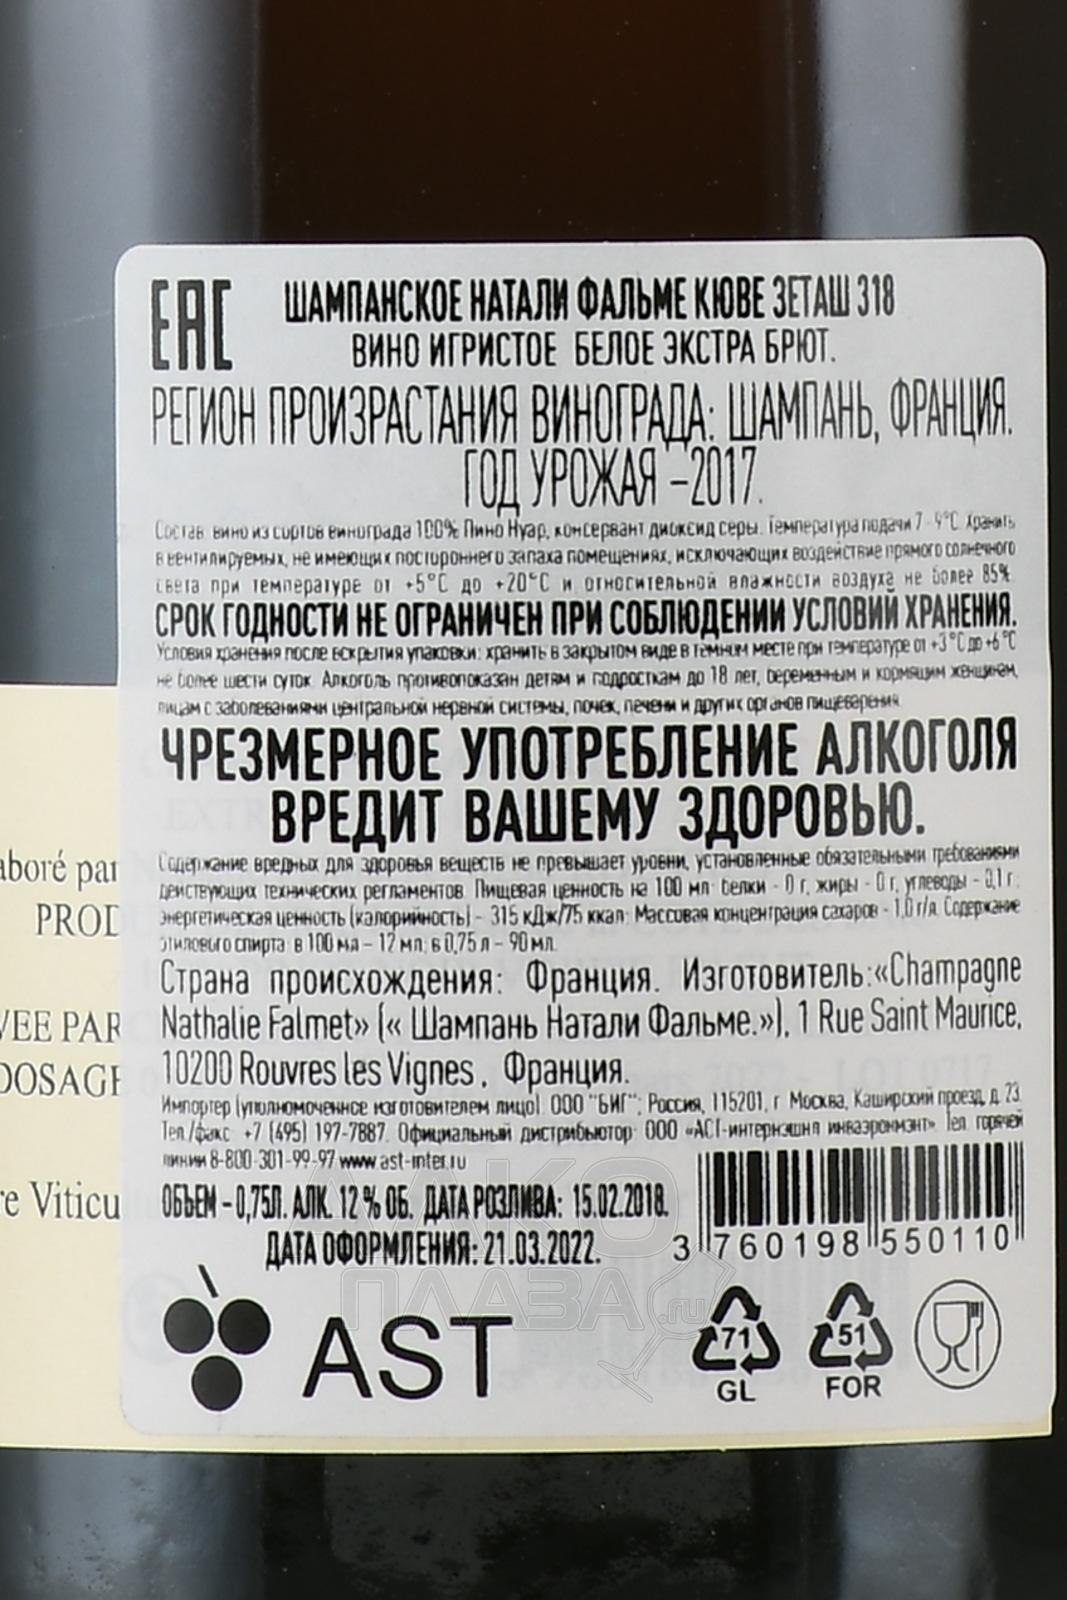 EAC
ШАМПАНСКОЕ НАТАЛИ ФАЛЬМЕ КЮВЕ ЗЕТАШ 318
ВИНО ИГРИСТОЕ БЕЛОЕ ЭКСТРА БРЮТ.
РЕГИОН ПРОИЗРАСТАНИЯ ВИНОГРАДА: ШАМПАНЬ, ФРАНЦИЯ.
ГОД УРОЖАЯ –2017.
Состав: вино из сортов винограда 100% Пино Нуар, консервант диоксид серы. Температура подачи 7 - 9°С. Хранить
в вентилируемых, не имеющих постороннего запаха помещениях, исключающих воздействие прямого солнечного
света при температуре от +5°С до +20°С и относительной влажности воздуха не более 85%.
СРОК ГОДНОСТИ НЕ ОГРАНИЧЕН ПРИ СОБЛЮДЕНИИ УСЛОВИЙ ХРАНЕНИЯ.
Условия хранения после вскрытия упаковки: хранить в закрытом виде в темном месте при температуре от +3°С до +6°С
не более шести суток. Алкоголь противопоказан детям и подросткам до 18 лет, беременным и кормящим женщинам,
лицам с заболеваниями центральной нервной системы, почек, печени и других органов пищеварения.
ЧРЕЗМЕРНОЕ УПОТРЕБЛЕНИЕ АЛКОГОЛЯ
ВРЕДИТ ВАШЕМУ ЗДОРОВЬЮ.
Содержание вредных для здоровья веществ не превышает уровни, установленные обязательными требованиями
действующих технических регламентов. Пищевая ценность на 100 мл: белки - 0 г, жиры - 0 г, углеводы - 0,1 г;
энергетическая ценность (калорийность) - 315 кДж/75 ккал; Массовая концентрация сахаров - 1,0 г/л. Содержание
этилового спирта: в 100 мл – 12 мл; в 0,75 л – 90 мл.
Страна происхождения: Франция. Изготовитель:«Champagne
Nathalie Falmet» (« Шампань Натали Фальме.»), 1 Rue Saint Maurice,
10200 Rouvres les Vignes , Франция.
Импортер (уполномоченное изготовителем лицо): ООО "БИГ"; Россия, 115201, г. Москва, Каширский проезд, д. 23.
Тел./факс: +7 (495) 197-7887. Официальный дистрибьютор: ООО «АСТ-интернэшнл инваэронмэнт». Тел. горячей
линии 8-800-301-99-97 www.ast-inter.ru
ОБЪЕМ - 0,75Л. АЛК. 12 % ОБ. ДАТА РОЗЛИВА: 15.02.2018.
ДАТА ОФОРМЛЕНИЯ: 21.03.2022.
3 760198 550110
AST
71
GL
51
FOR
АЛКО
ПЛАЗА.ru
aboré par
PROD
VEE PAR
DOSAGE
re Viticu
LOT 0217